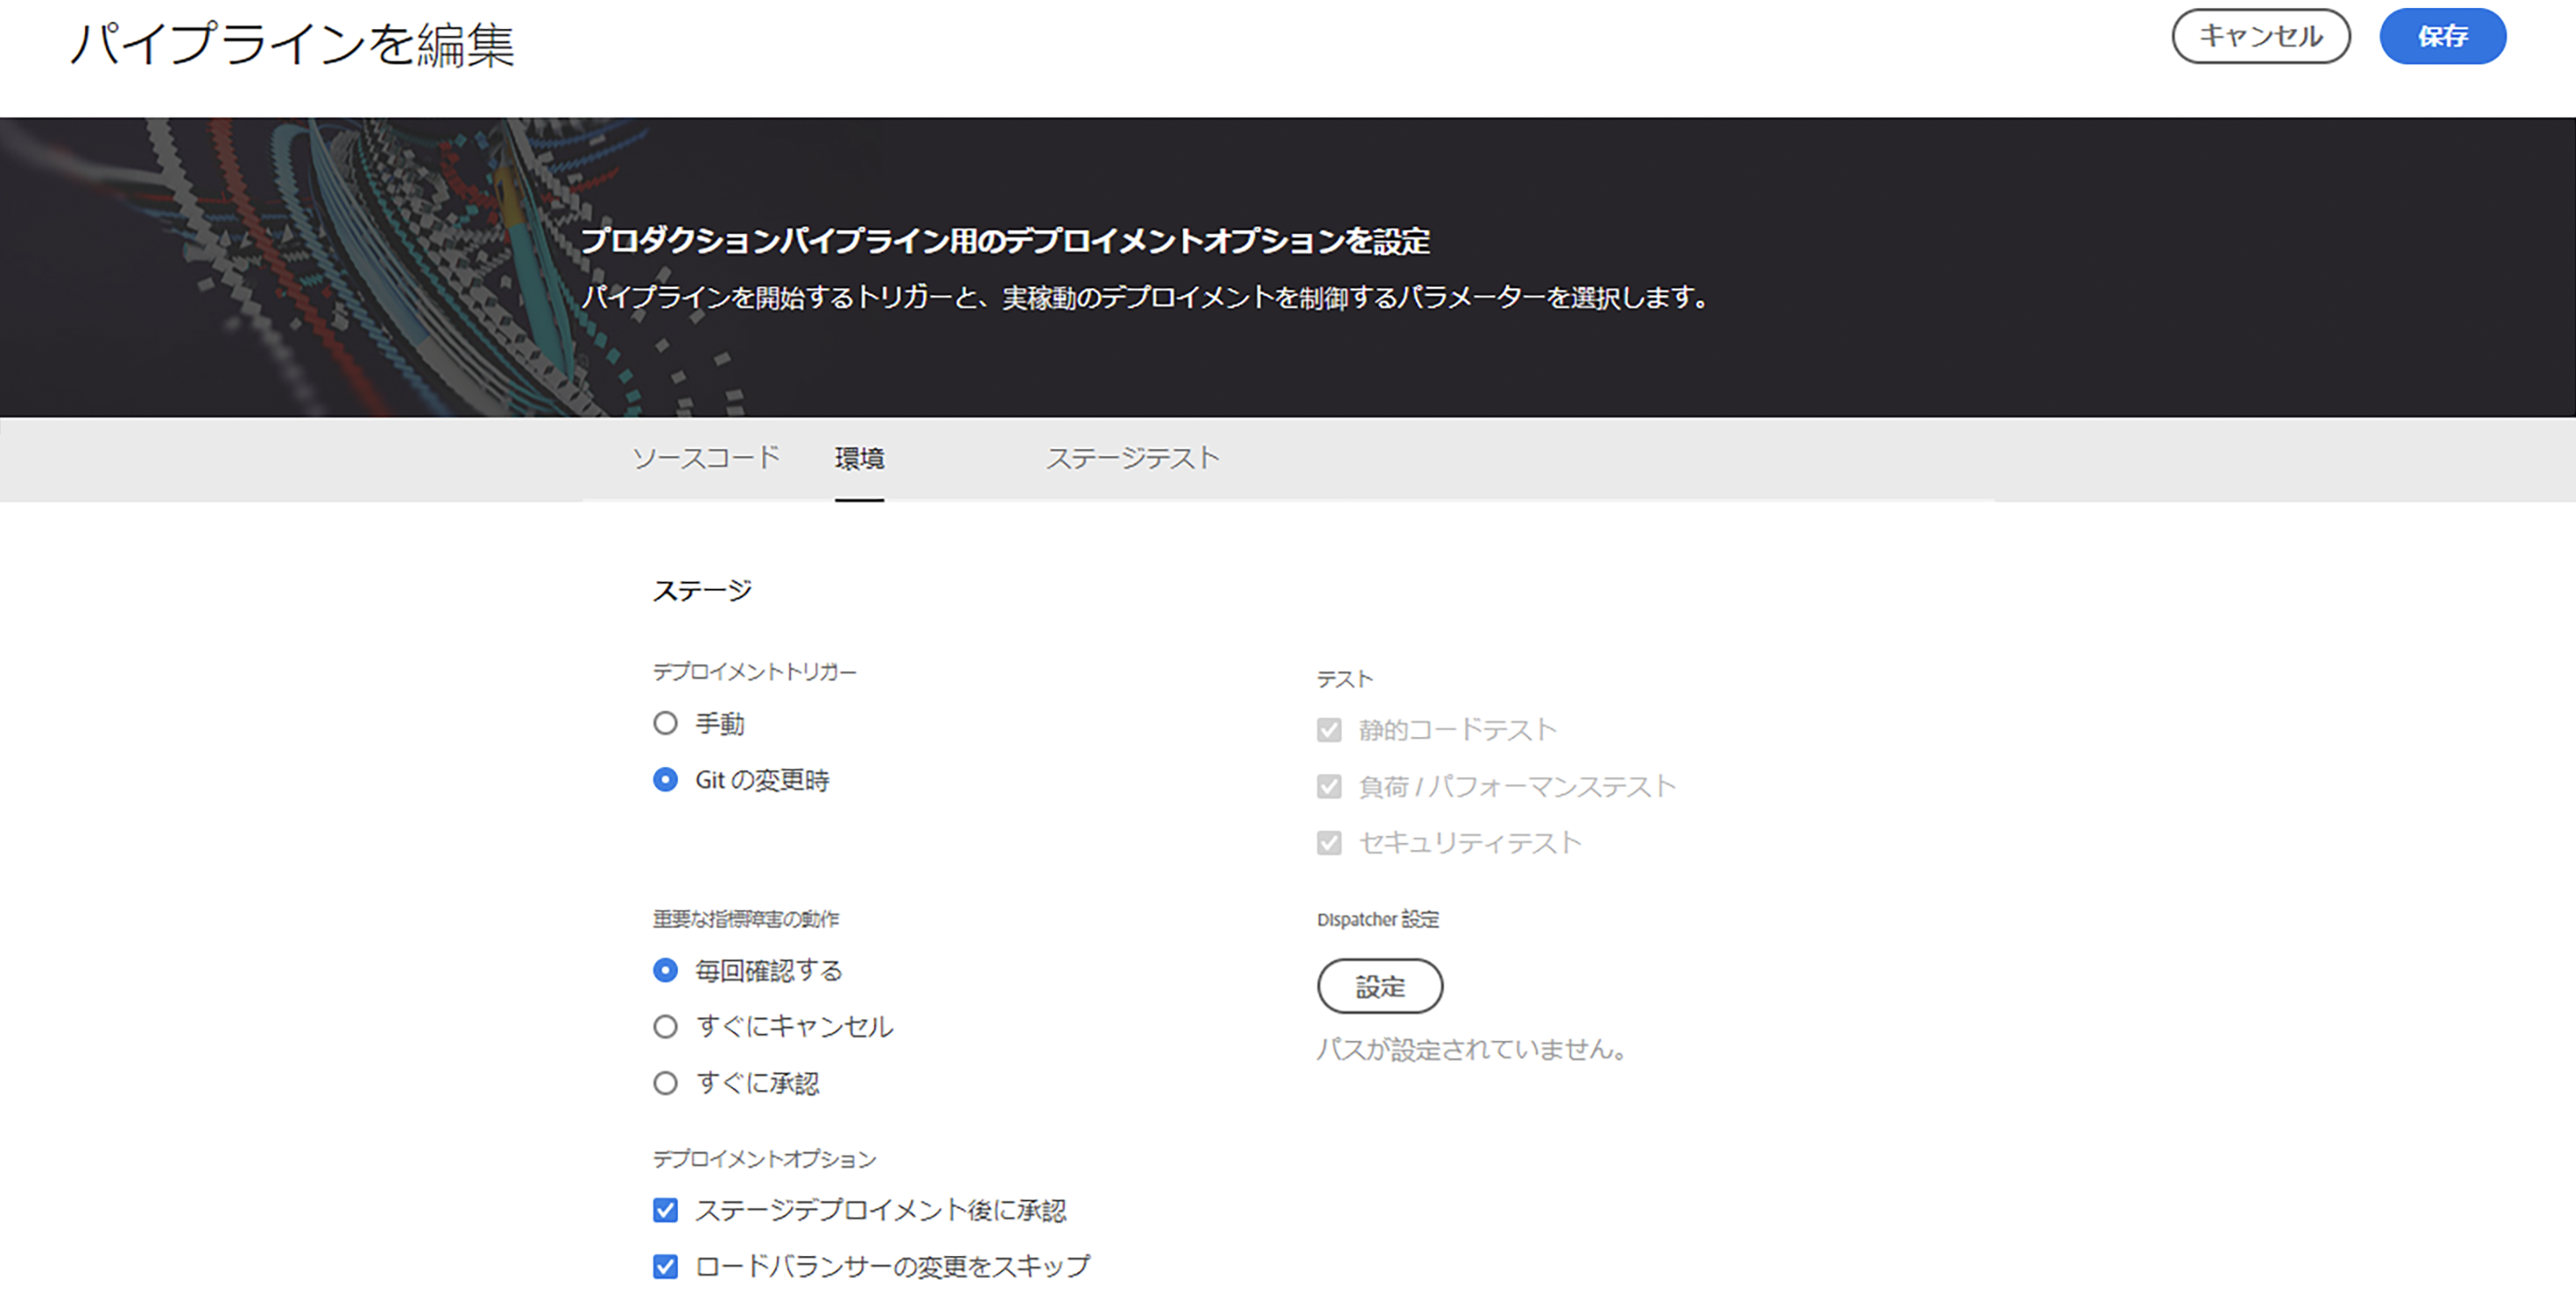 パイプラインを編集
キャンセル
保存
プロダクションパイプライン用のデプロイメントオプションを設定
パイプラインを開始するトリガーと、実稼動のデプロイメントを制御するパラメーターを選択します。
ソースコード
環境
ステージテスト
ステージ
デプロイメントトリガー
手動
Git の変更時
テスト
静的コードテスト
負荷 / パフォーマンステスト
セキュリティテスト
重要な指標障害の動作
毎回確認する
すぐにキャンセル
すぐに承認
DIspatcher 設定
設定
パスが設定されていません。
デプロイメントオプション
ステージデプロイメント後に承認
ロードバランサーの変更をスキップ